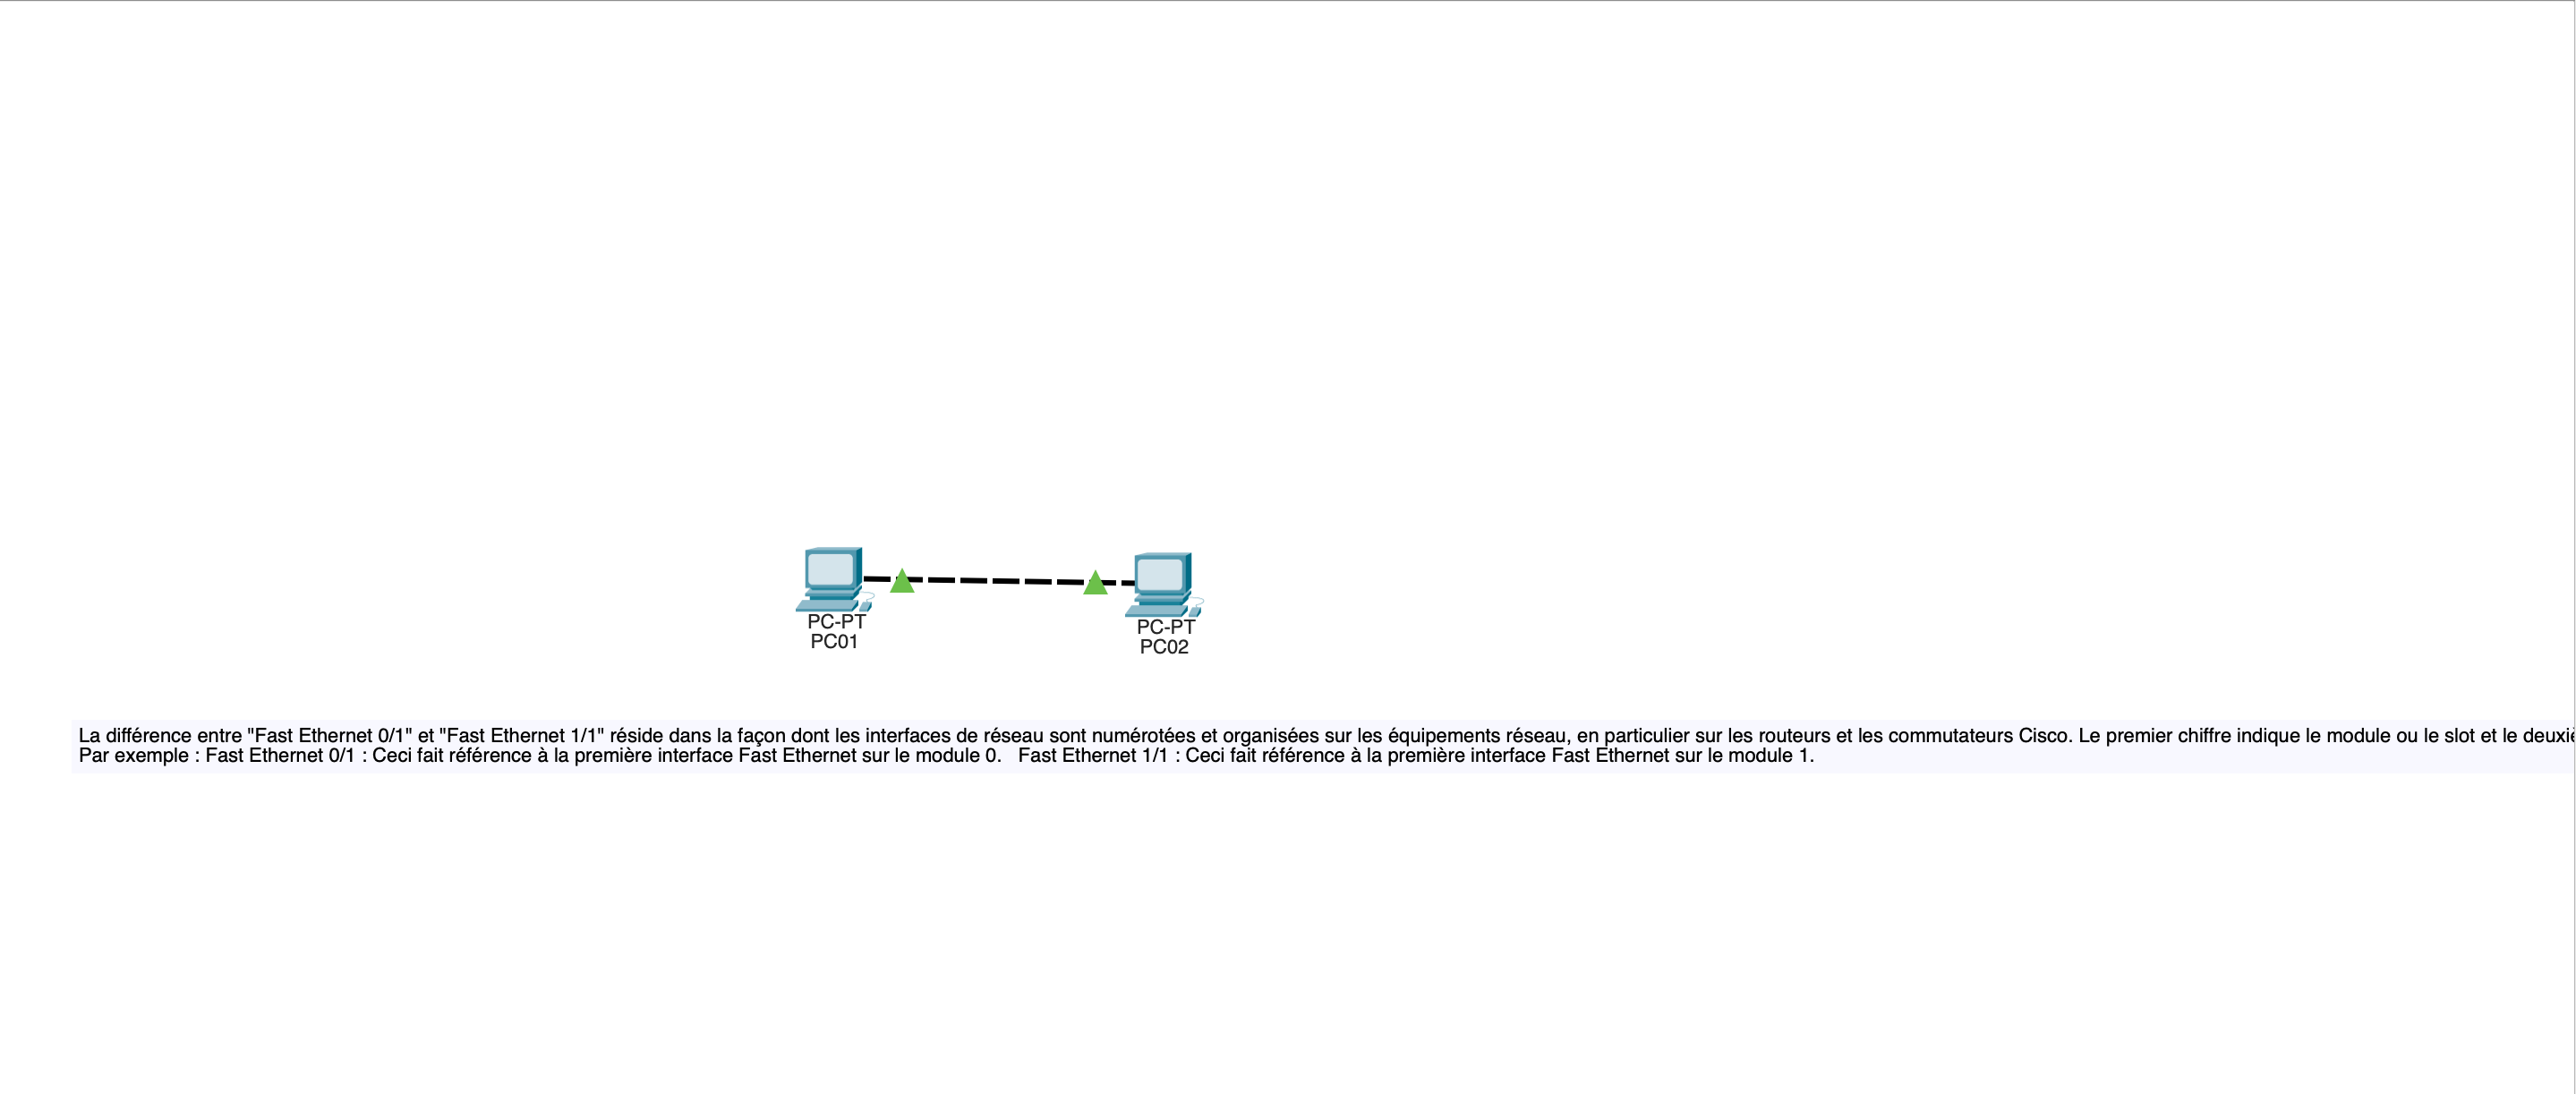 PC-PT
PC01
PC-PT
PC02
La différence entre "Fast Ethernet 0/1" et "Fast Ethernet 1/1" réside dans la façon dont les interfaces de réseau sont numérotées et organisées sur les équipements réseau, en particulier sur les routeurs et les commutateurs Cisco. Le premier chiffre indique le module ou le slot et le
Par exemple : Fast Ethernet 0/1 : Ceci fait référence à la première interface Fast Ethernet sur le module 0.   Fast Ethernet 1/1 : Ceci fait référence à la première interface Fast Ethernet sur le module 1.